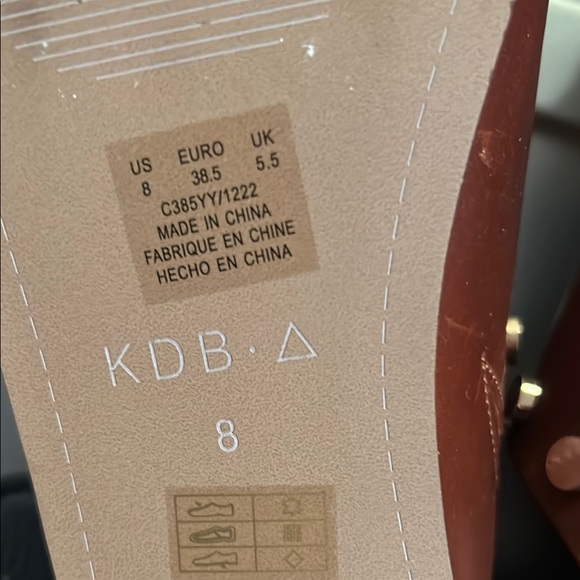 US EURO UK
8 38.5 5.5
C385YY/1222
MADE IN CHINA
FABRIQUE EN CHINE
HECHO EN CHINA
KDB·△
8